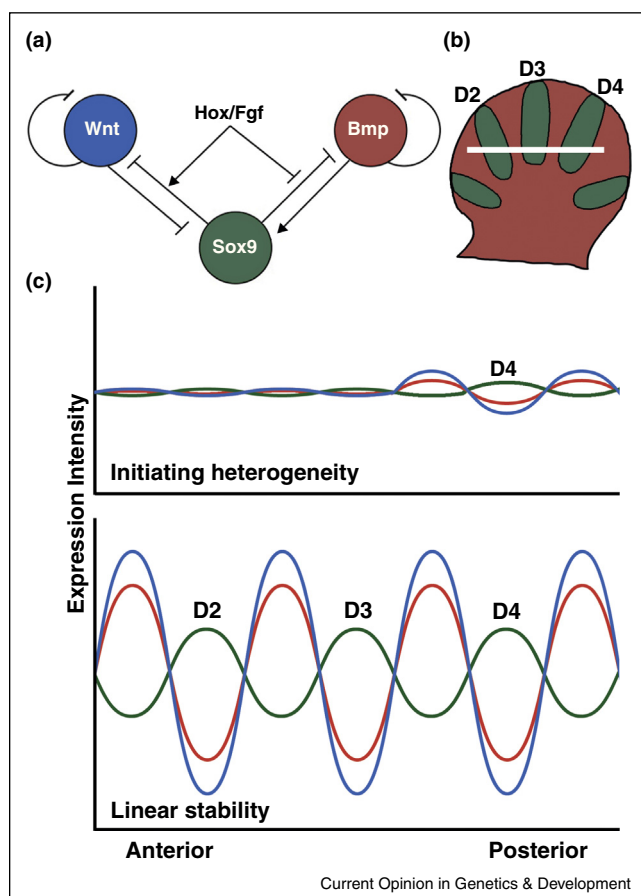 (a)
Wnt
Hox/Fgf
Bmp
Sox9
(b)
D2
D3
D4
(c)
Expression Intensity
D4
Initiating heterogeneity
D2
D3
D4
Linear stability
Anterior
Posterior
Current Opinion in Genetics & Development